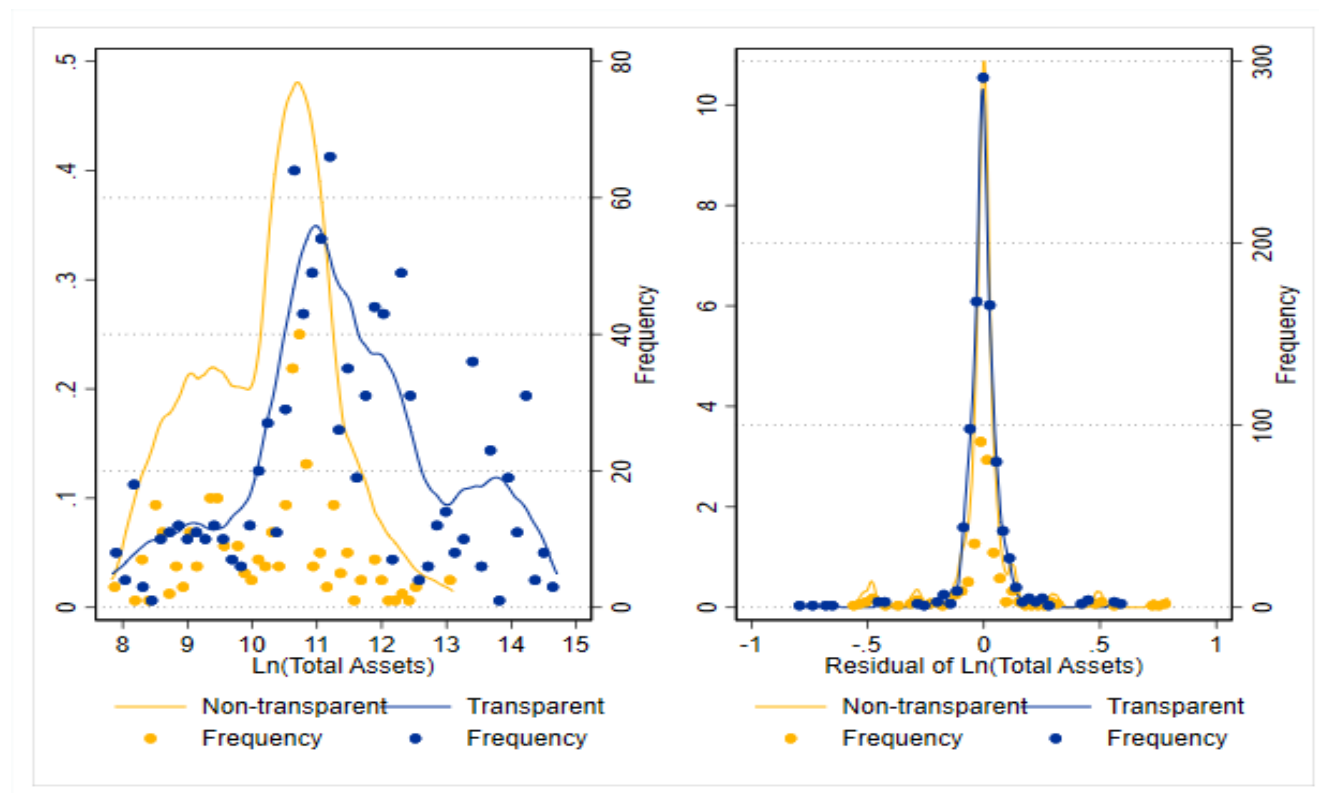 .5
.4
.3
.2
.1
0
80
60
40
20
0
Frequency
8 9 10 11 12 13 14 15
Ln(Total Assets)
Non-transparent Transparent
Frequency Frequency
10
8
6
4
2
0
300
200
100
0
Frequency
-1 -.5 0 .5 1
Residual of Ln(Total Assets)
Non-transparent Transparent
Frequency Frequency